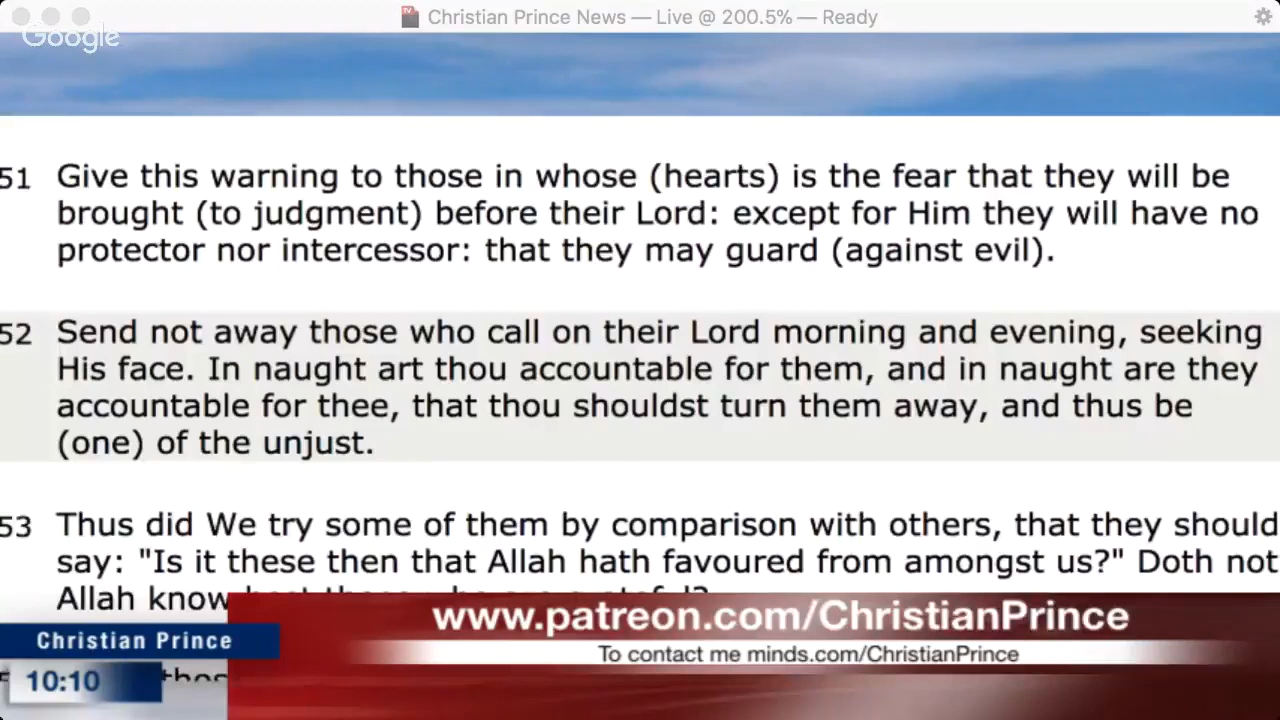 Christian Prince News — Live @ 200.5% — Ready
Google
51 Give this warning to those in whose (hearts) is the fear that they will be
brought (to judgment) before their Lord: except for Him they will have no
protector nor intercessor: that they may guard (against evil).
52 Send not away those who call on their Lord morning and evening, seeking
His face. In naught art thou accountable for them, and in naught are they
accountable for thee, that thou shouldst turn them away, and thus be
(one) of the unjust.
53 Thus did We try some of them by comparison with others, that they should
say: "Is it these then that Allah hath favoured from amongst us?" Doth not
Allah know
www.patreon.com/ChristianPrince
Christian Prince
To contact me minds.com/ChristianPrince
10:10